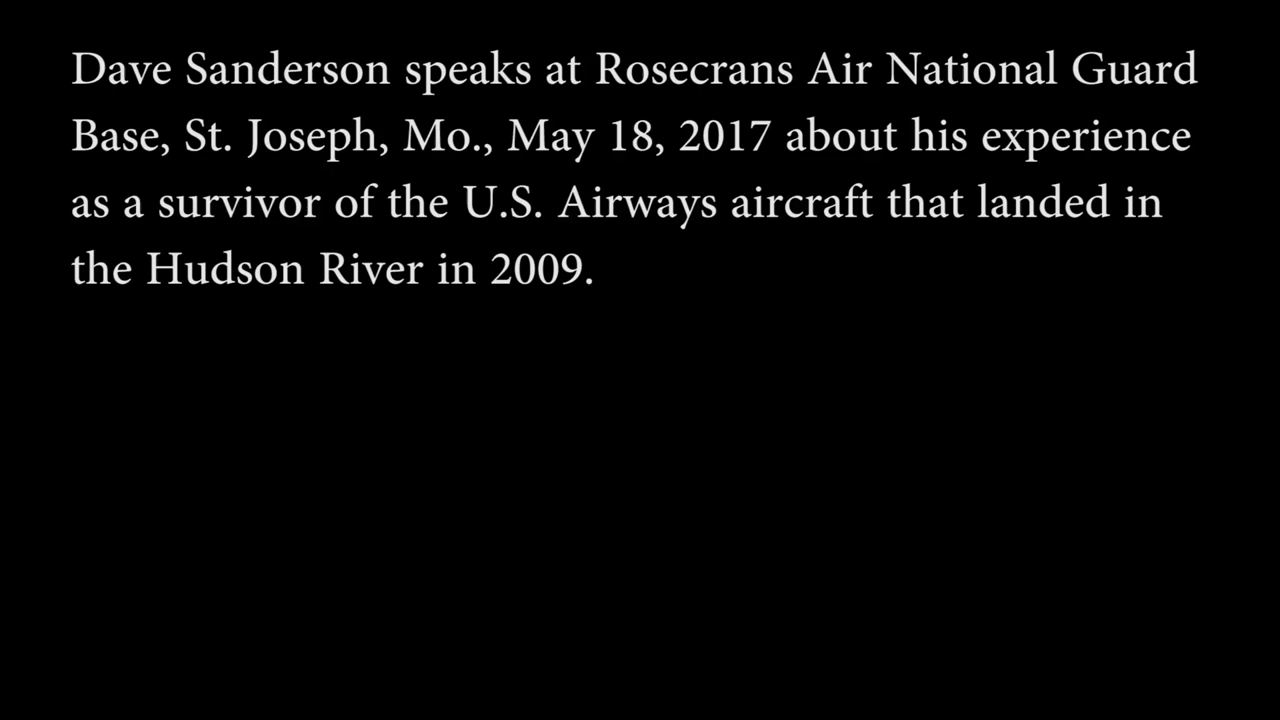 Dave Sanderson speaks at Rosecrans Air National Guard
Base, St. Joseph, Mo., May 18, 2017 about his experience
as a survivor of the U.S. Airways aircraft that landed in
the Hudson River in 2009.